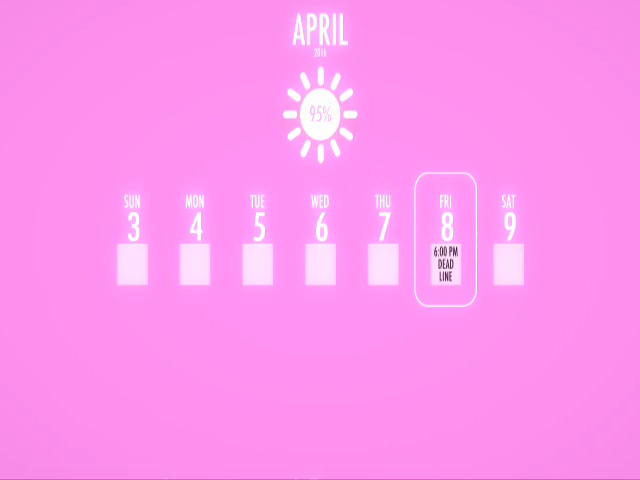 APRIL
2016
95%
SUN MON TUE WED THU FRI SAT
3 4 5 6 7 8 9
6:00 PM
DEAD
LINE